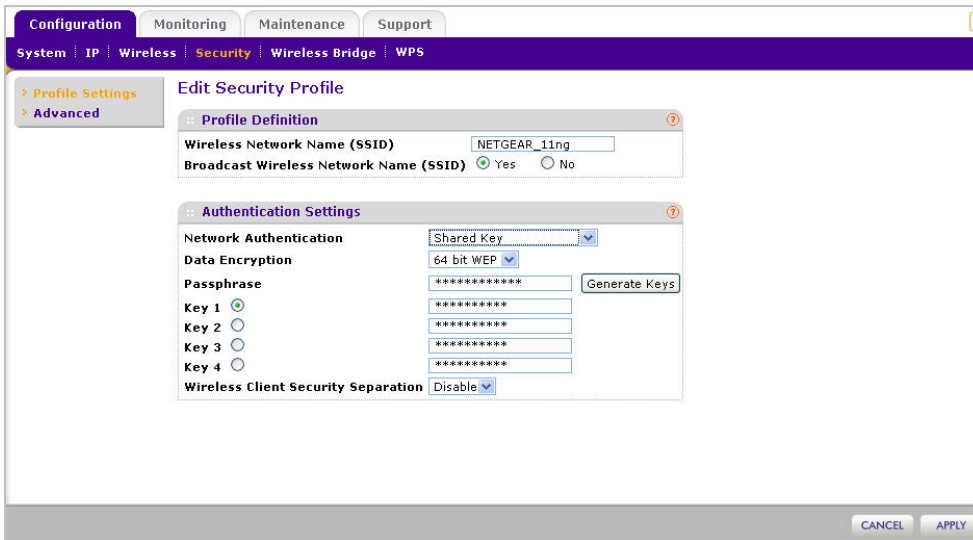 Configuration Monitoring Maintenance Support
System IP Wireless Security Wireless Bridge WPS
Profile Settings
Advanced
Edit Security Profile
Profile Definition ?
Wireless Network Name (SSID) NETGEAR_11ng
Broadcast Wireless Network Name (SSID) Yes No
Authentication Settings ?
Network Authentication Shared Key
Data Encryption 64 bit WEP
Passphrase ************ Generate Keys
Key 1 **********
Key 2 **********
Key 3 **********
Key 4 **********
Wireless Client Security Separation Disable
CANCEL APPLY